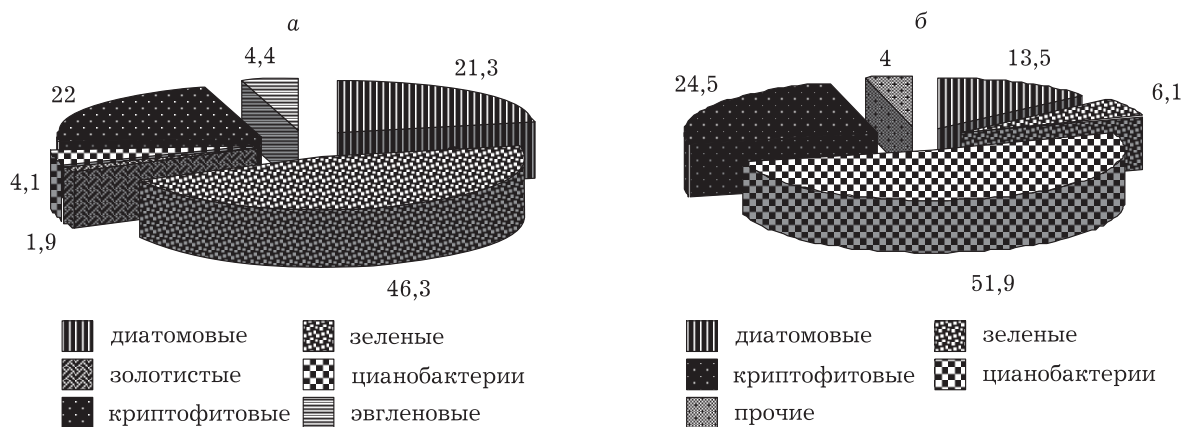 а
4,4
21,3
22
4,1
1,9
46,3
диатомовые
зеленые
золотистые
цианобактерии
криптофитовые
эвгленовые
б
4
13,5
24,5
6,1
51,9
диатомовые
зеленые
криптофитовые
цианобактерии
прочие